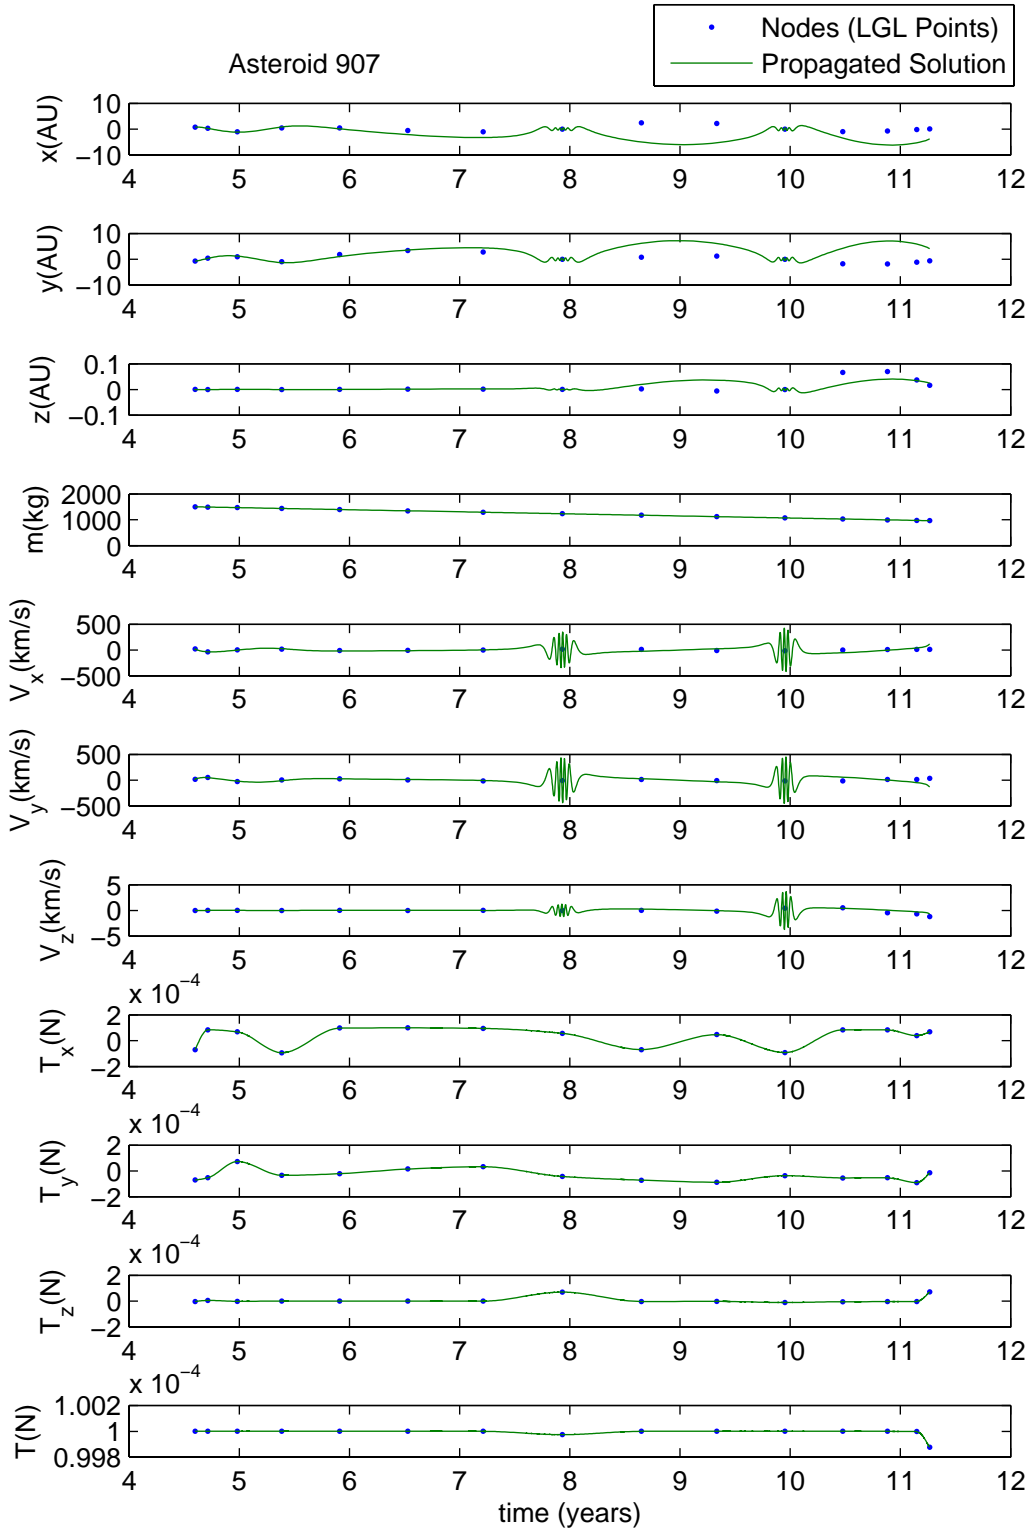 Nodes (LGL Points)
Propagated Solution
Asteroid 907
x(AU)
10
0
−10
4 5 6 7 8 9 10 11 12
y(AU)
10
0
−10
4 5 6 7 8 9 10 11 12
z(AU)
0.1
0
−0.1
4 5 6 7 8 9 10 11 12
m(kg)
2000
1000
0
4 5 6 7 8 9 10 11 12
V_x(km/s)
500
0
−500
4 5 6 7 8 9 10 11 12
V_y(km/s)
500
0
−500
4 5 6 7 8 9 10 11 12
V_z(km/s)
5
0
−5
4 5 6 7 8 9 10 11 12
x 10^−4
T_x(N)
2
0
−2
4 5 6 7 8 9 10 11 12
x 10^−4
T_y(N)
2
0
−2
4 5 6 7 8 9 10 11 12
x 10^−4
T_z(N)
2
0
−2
4 5 6 7 8 9 10 11 12
x 10^−4
T(N)
1.002
1
0.998
4 5 6 7 8 9 10 11 12
time (years)